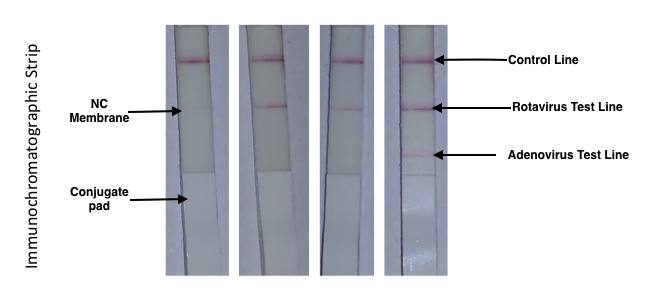 Immunochromatographic Strip
NC
Membrane
Conjugate
pad
Control Line
Rotavirus Test Line
Adenovirus Test Line